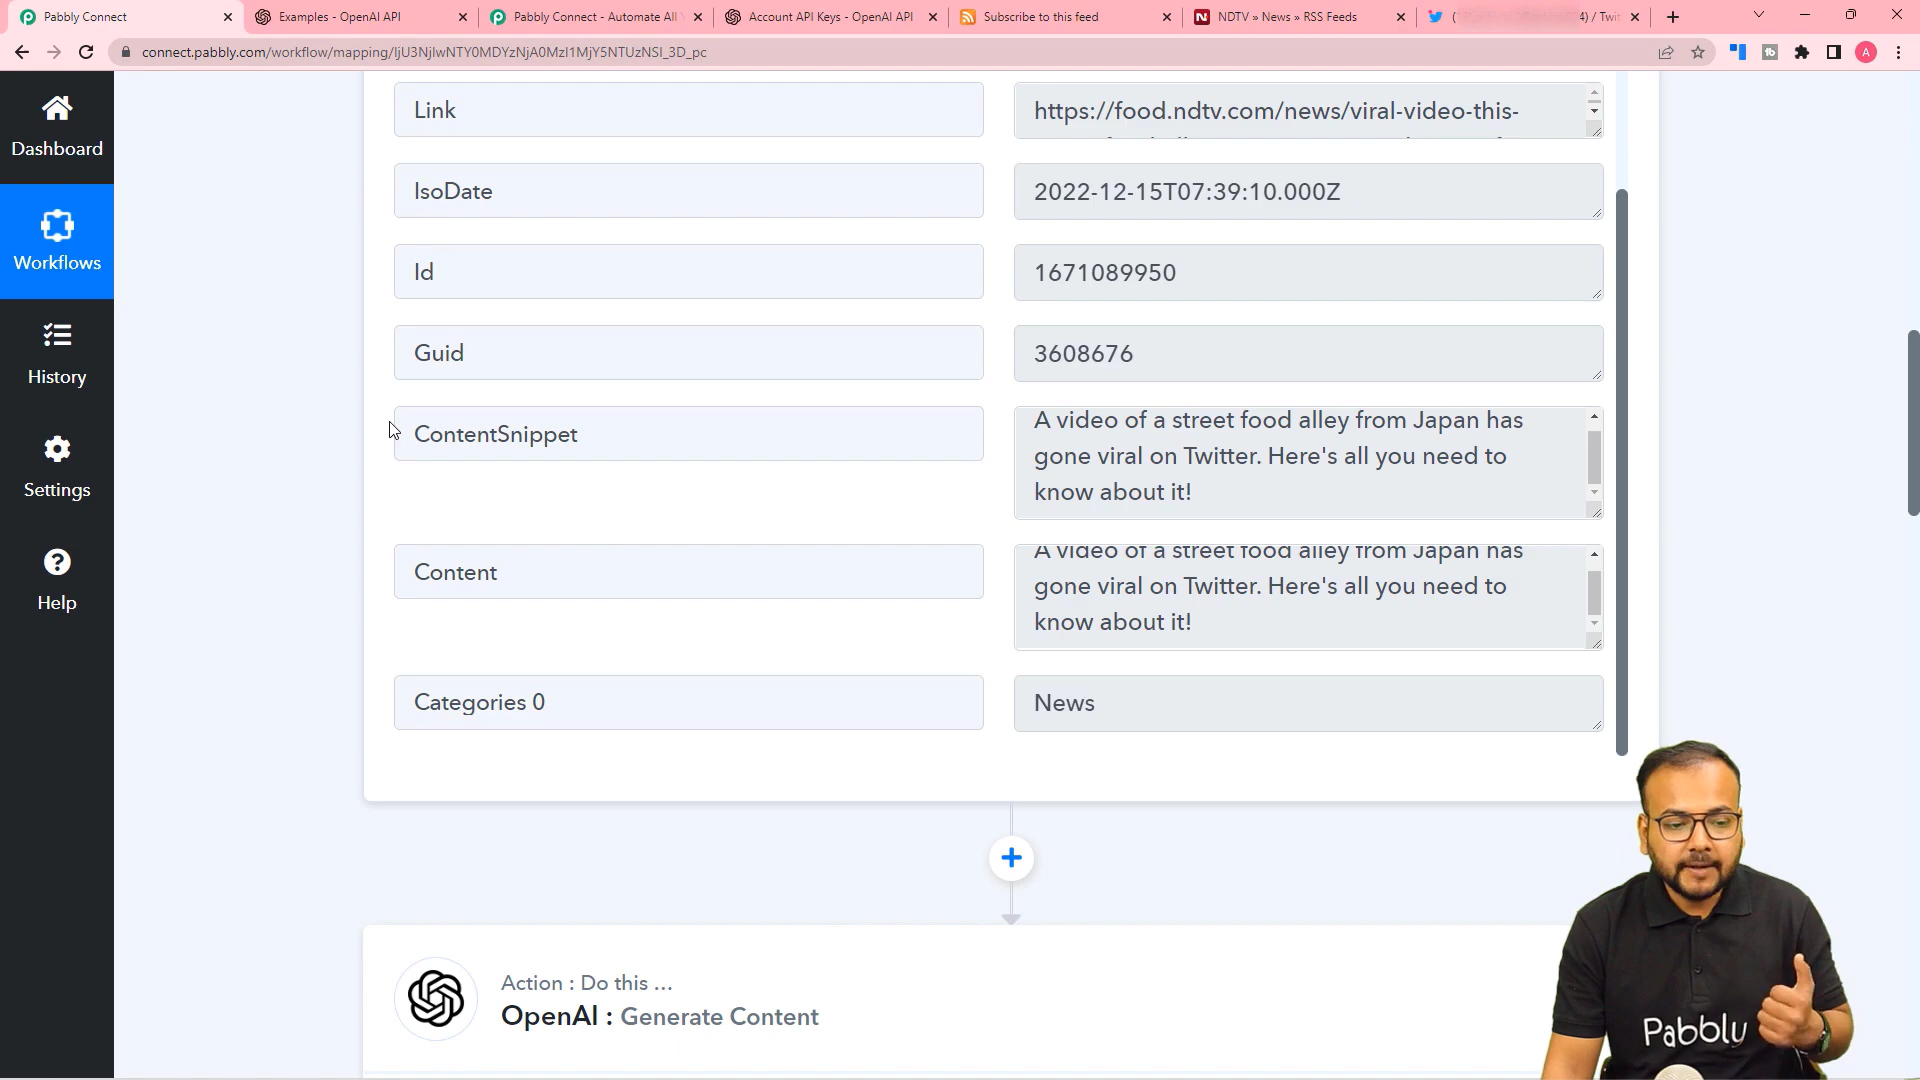 Pabbly Connect
Examples - OpenAI API
Pabbly Connect - Automate All
Account API Keys - OpenAI API
Subscribe to this feed
NDTV » News » RSS Feeds
4) / Twit
connect.pabbly.com/workflow/mapping/IjU3NjIwNTY0MDYzNjA0MzI1MjY5NTUzNSI_3D_pc
A
Dashboard
Workflows
History
Settings
Help
Link
https://food.ndtv.com/news/viral-video-this-
IsoDate
2022-12-15T07:39:10.000Z
Id
1671089950
Guid
3608676
ContentSnippet
A video of a street food alley from Japan has
gone viral on Twitter. Here's all you need to
know about it!
Content
A video of a street food alley from Japan has
gone viral on Twitter. Here's all you need to
know about it!
Categories 0
News
Action : Do this ...
OpenAI : Generate Content
Pabbly